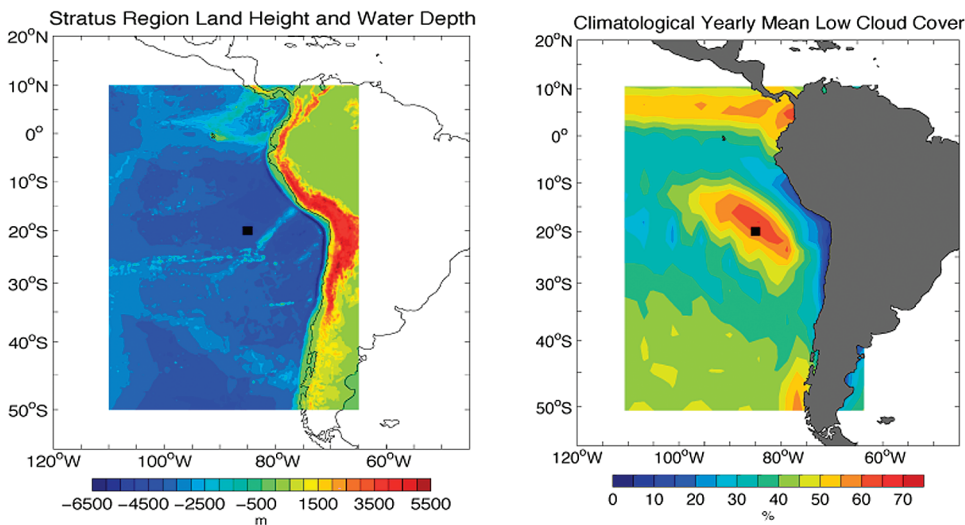 Stratus Region Land Height and Water Depth
20°N
10°N
0°
10°S
20°S
30°S
40°S
50°S
120°W 100°W 80°W 60°W
−6500 −4500 −2500 −500 1500 3500 5500
m
Climatological Yearly Mean Low Cloud Cover
20°N
10°N
0°
10°S
20°S
30°S
40°S
50°S
120°W 100°W 80°W 60°W
0 10 20 30 40 50 60 70
%